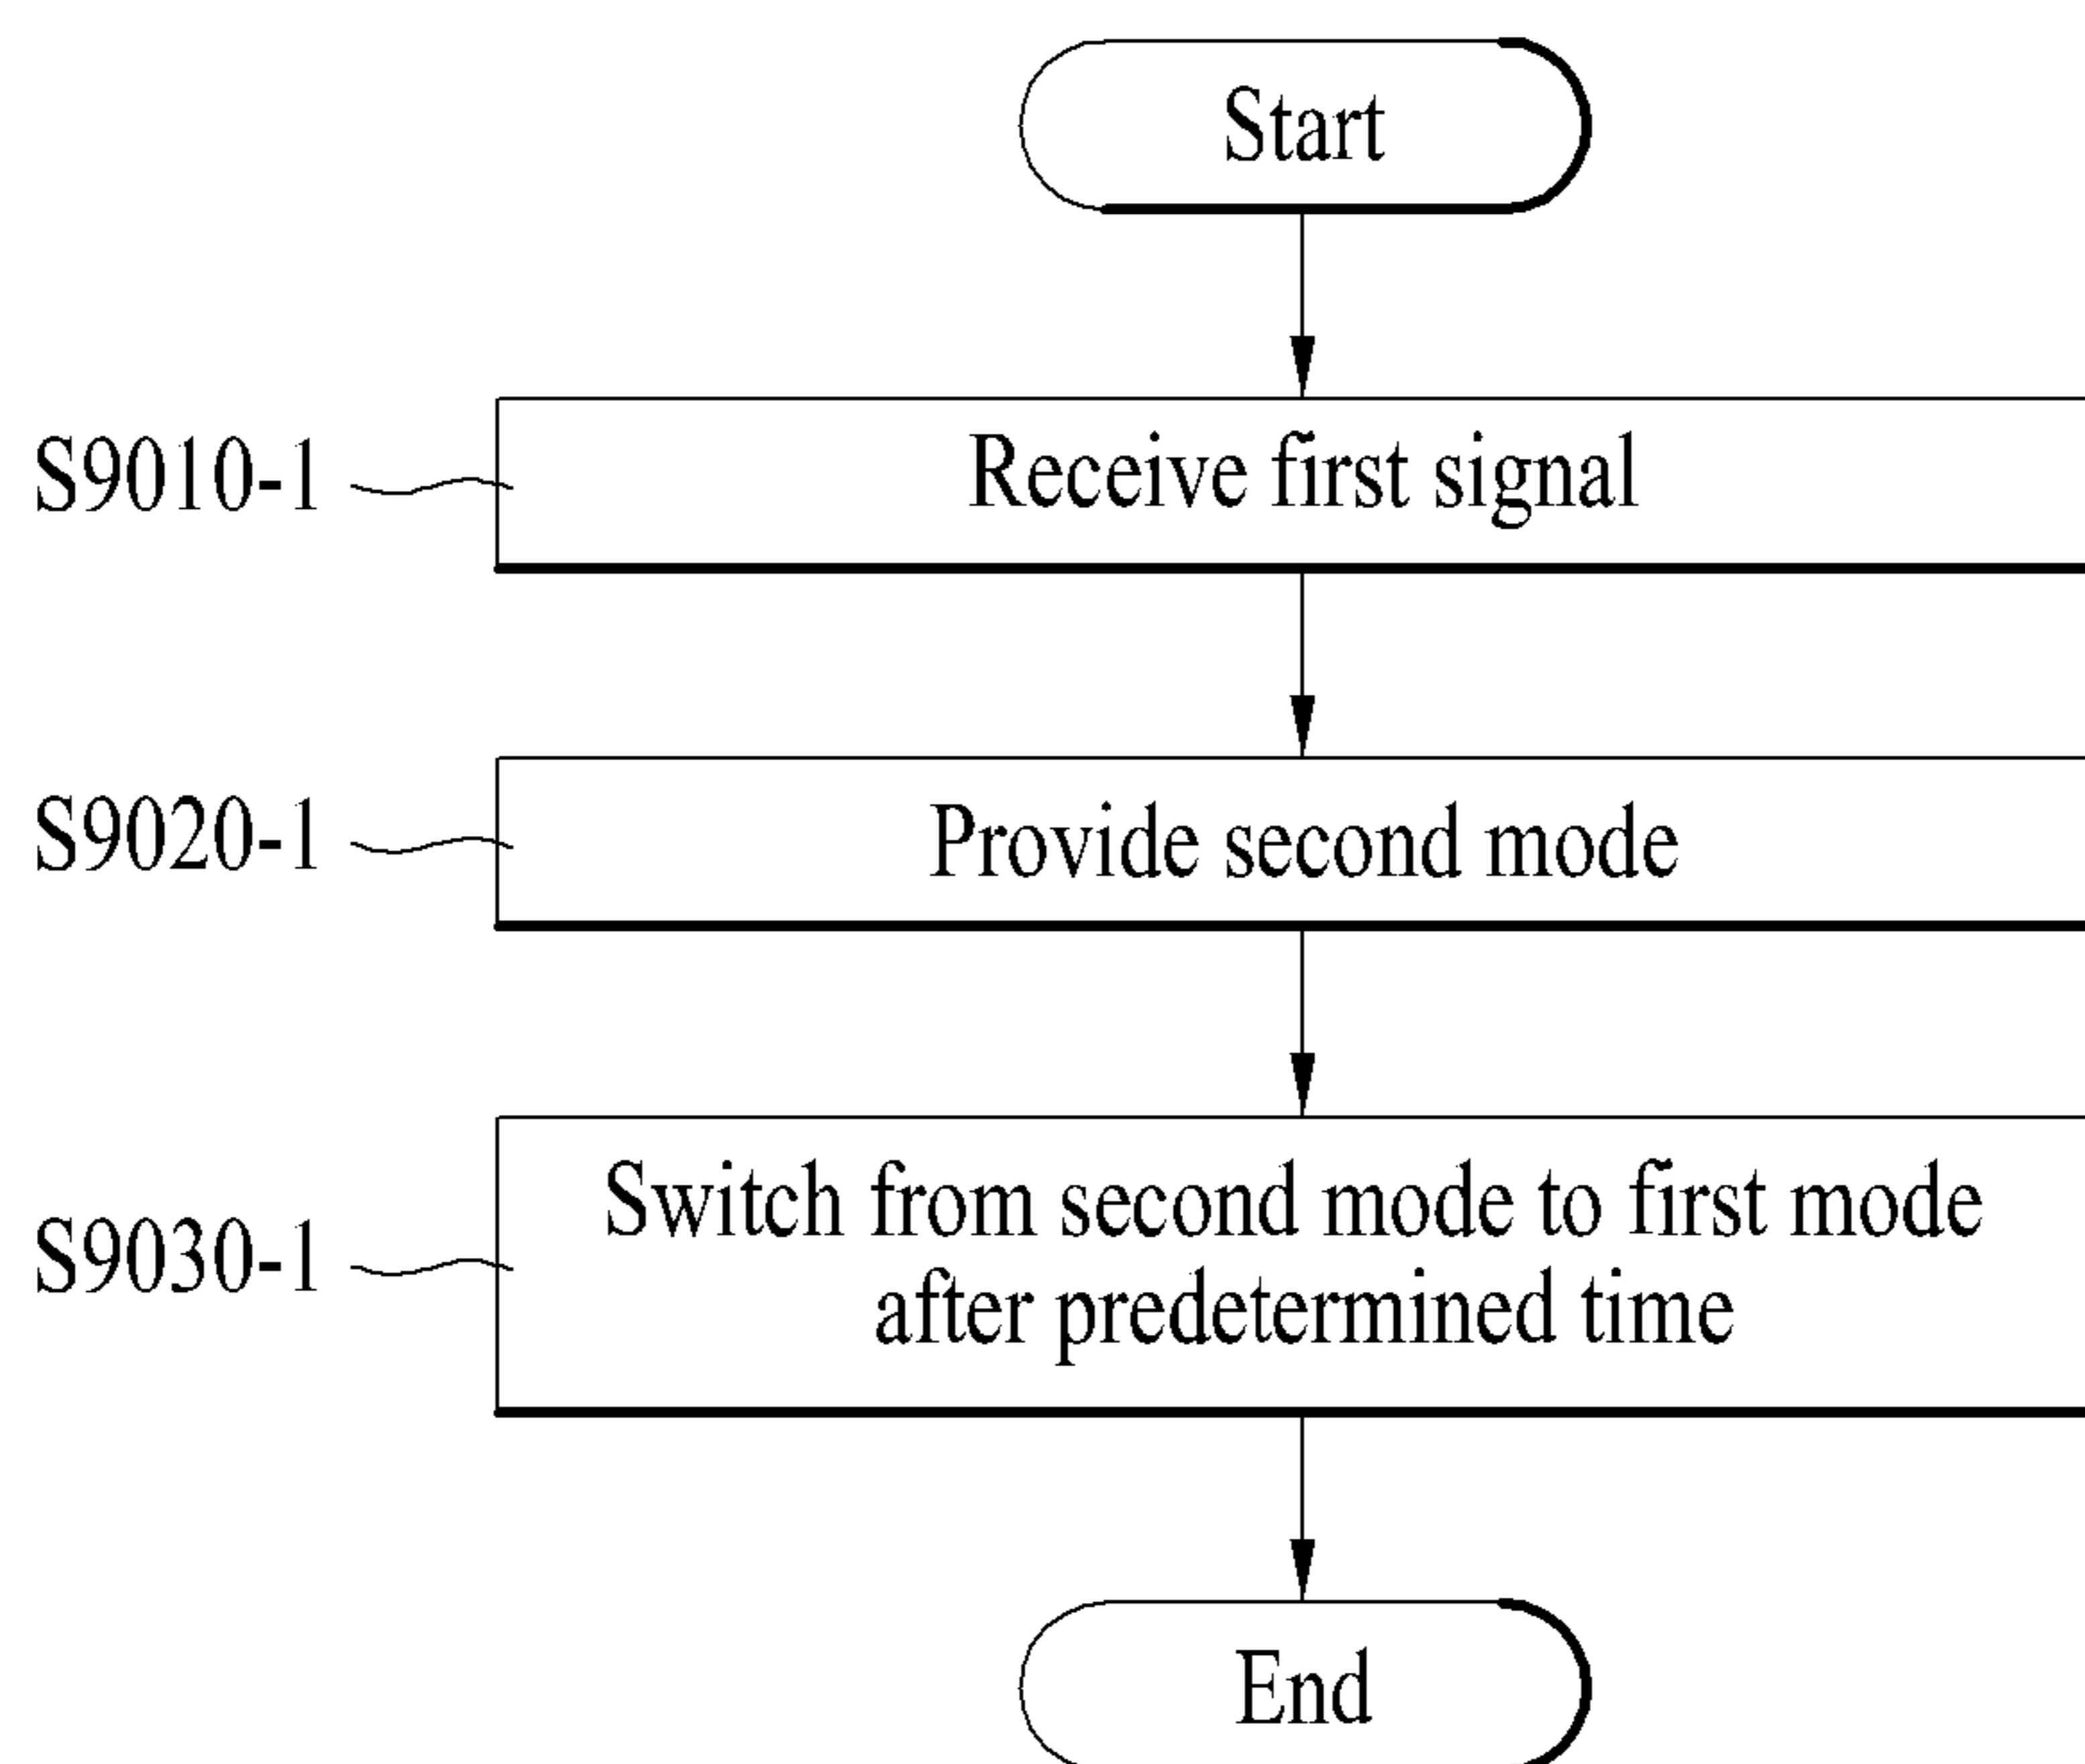 Start
S9010-1
Receive first signal
S9020-1
Provide second mode
S9030-1
Switch from second mode to first mode
after predetermined time
End